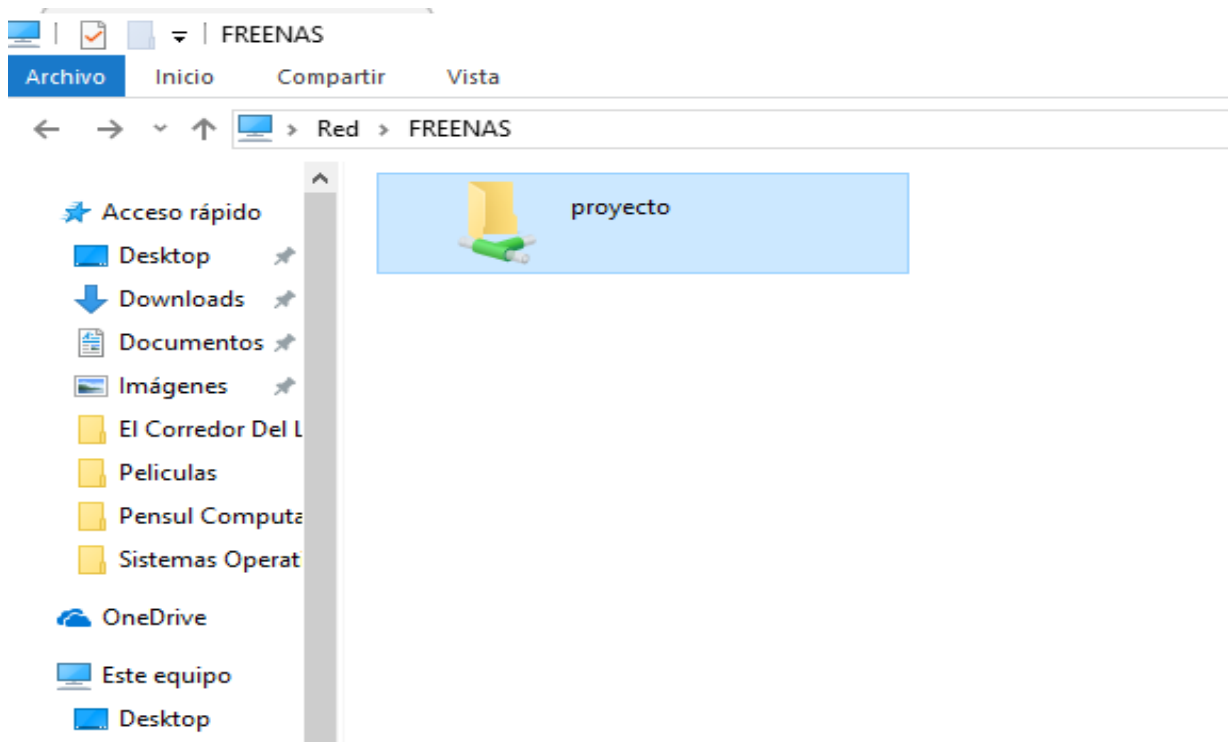 FREENAS
Archivo Inicio Compartir Vista
Red > FREENAS
proyecto
Acceso rápido
Desktop
Downloads
Documentos
Imágenes
El Corredor Del L
Peliculas
Pensul Computa
Sistemas Operat
OneDrive
Este equipo
Desktop